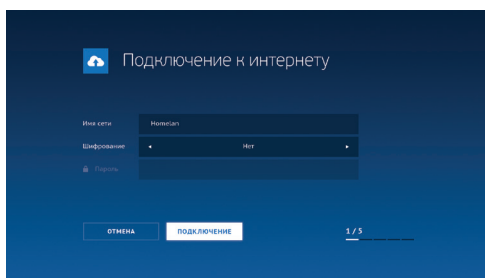 Подключение к интернету
Имя сети Homelan
Шифрование Нет
Пароль
ОТМЕНА ПОДКЛЮЧЕНИЕ 1 / 5